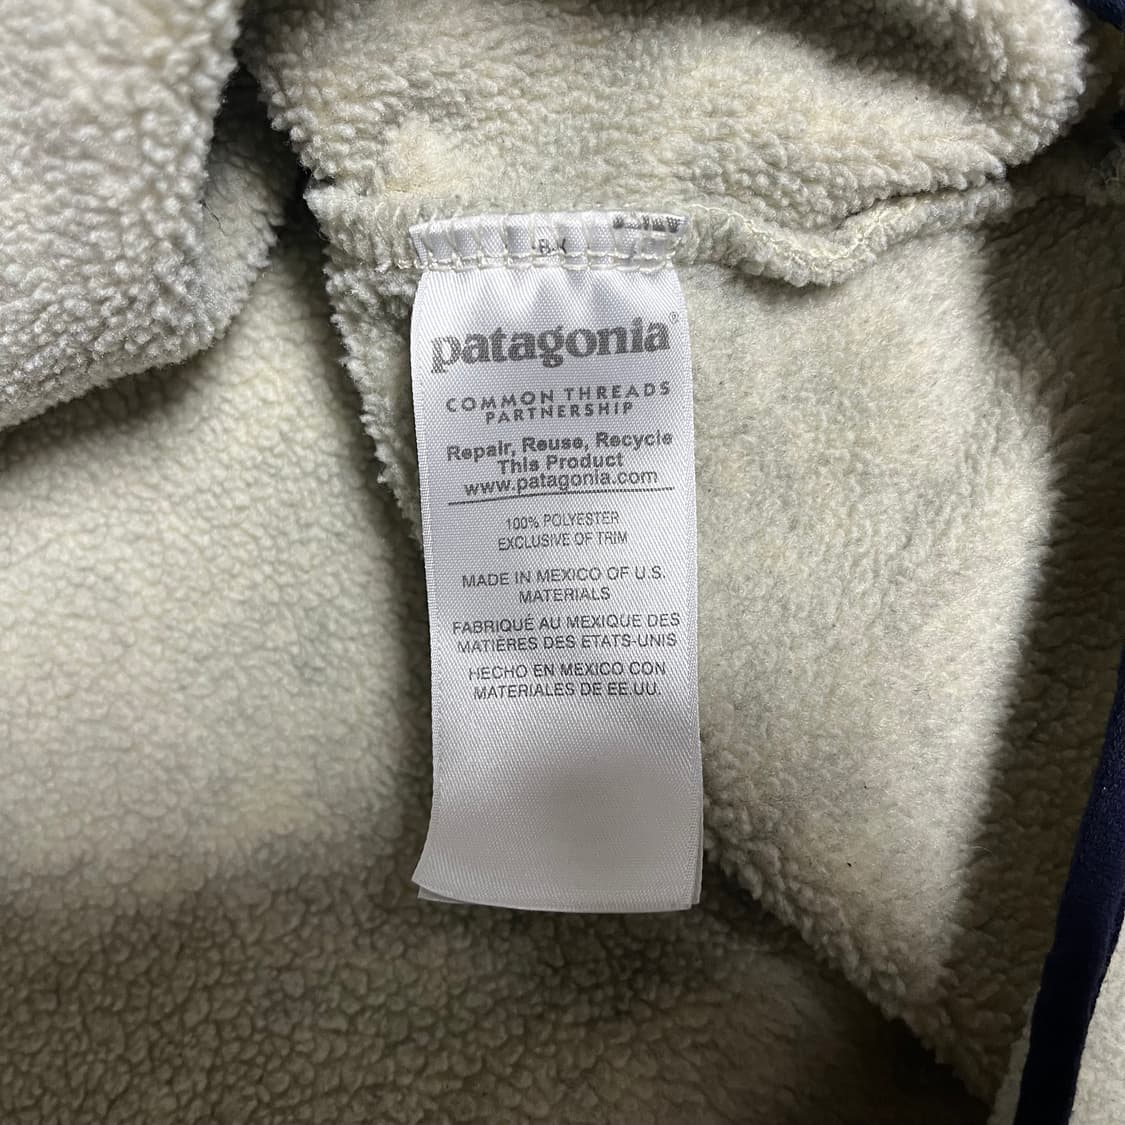 patagonia®
COMMON THREADS
PARTNERSHIP
Repair, Reuse, Recycle
This Product
www.patagonia.com
100% POLYESTER
EXCLUSIVE OF TRIM
MADE IN MEXICO OF U.S.
MATERIALS
FABRIQUÉ AU MEXIQUE DES
MATIÈRES DES ETATS-UNIS
HECHO EN MEXICO CON
MATERIALES DE EE.UU.